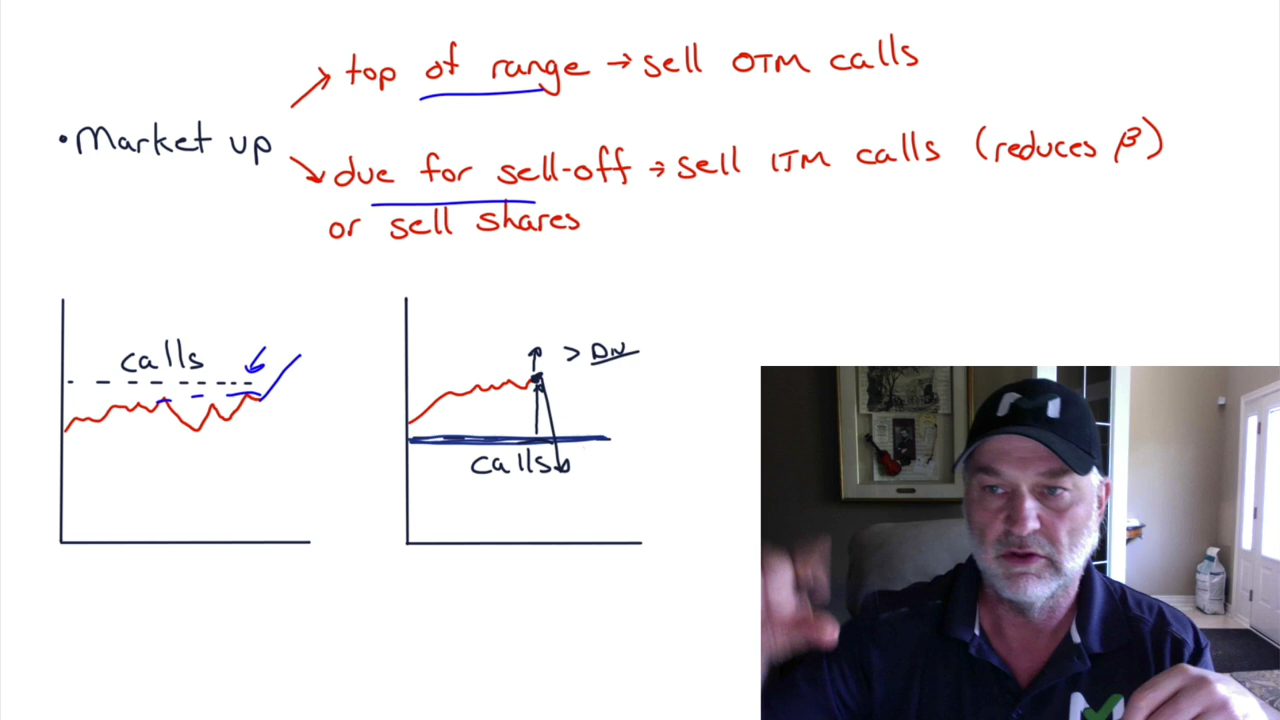 top of range → sell OTM calls
• Market up
due for sell-off → sell ITM calls (reduces β)
or sell shares
calls
> DN
calls